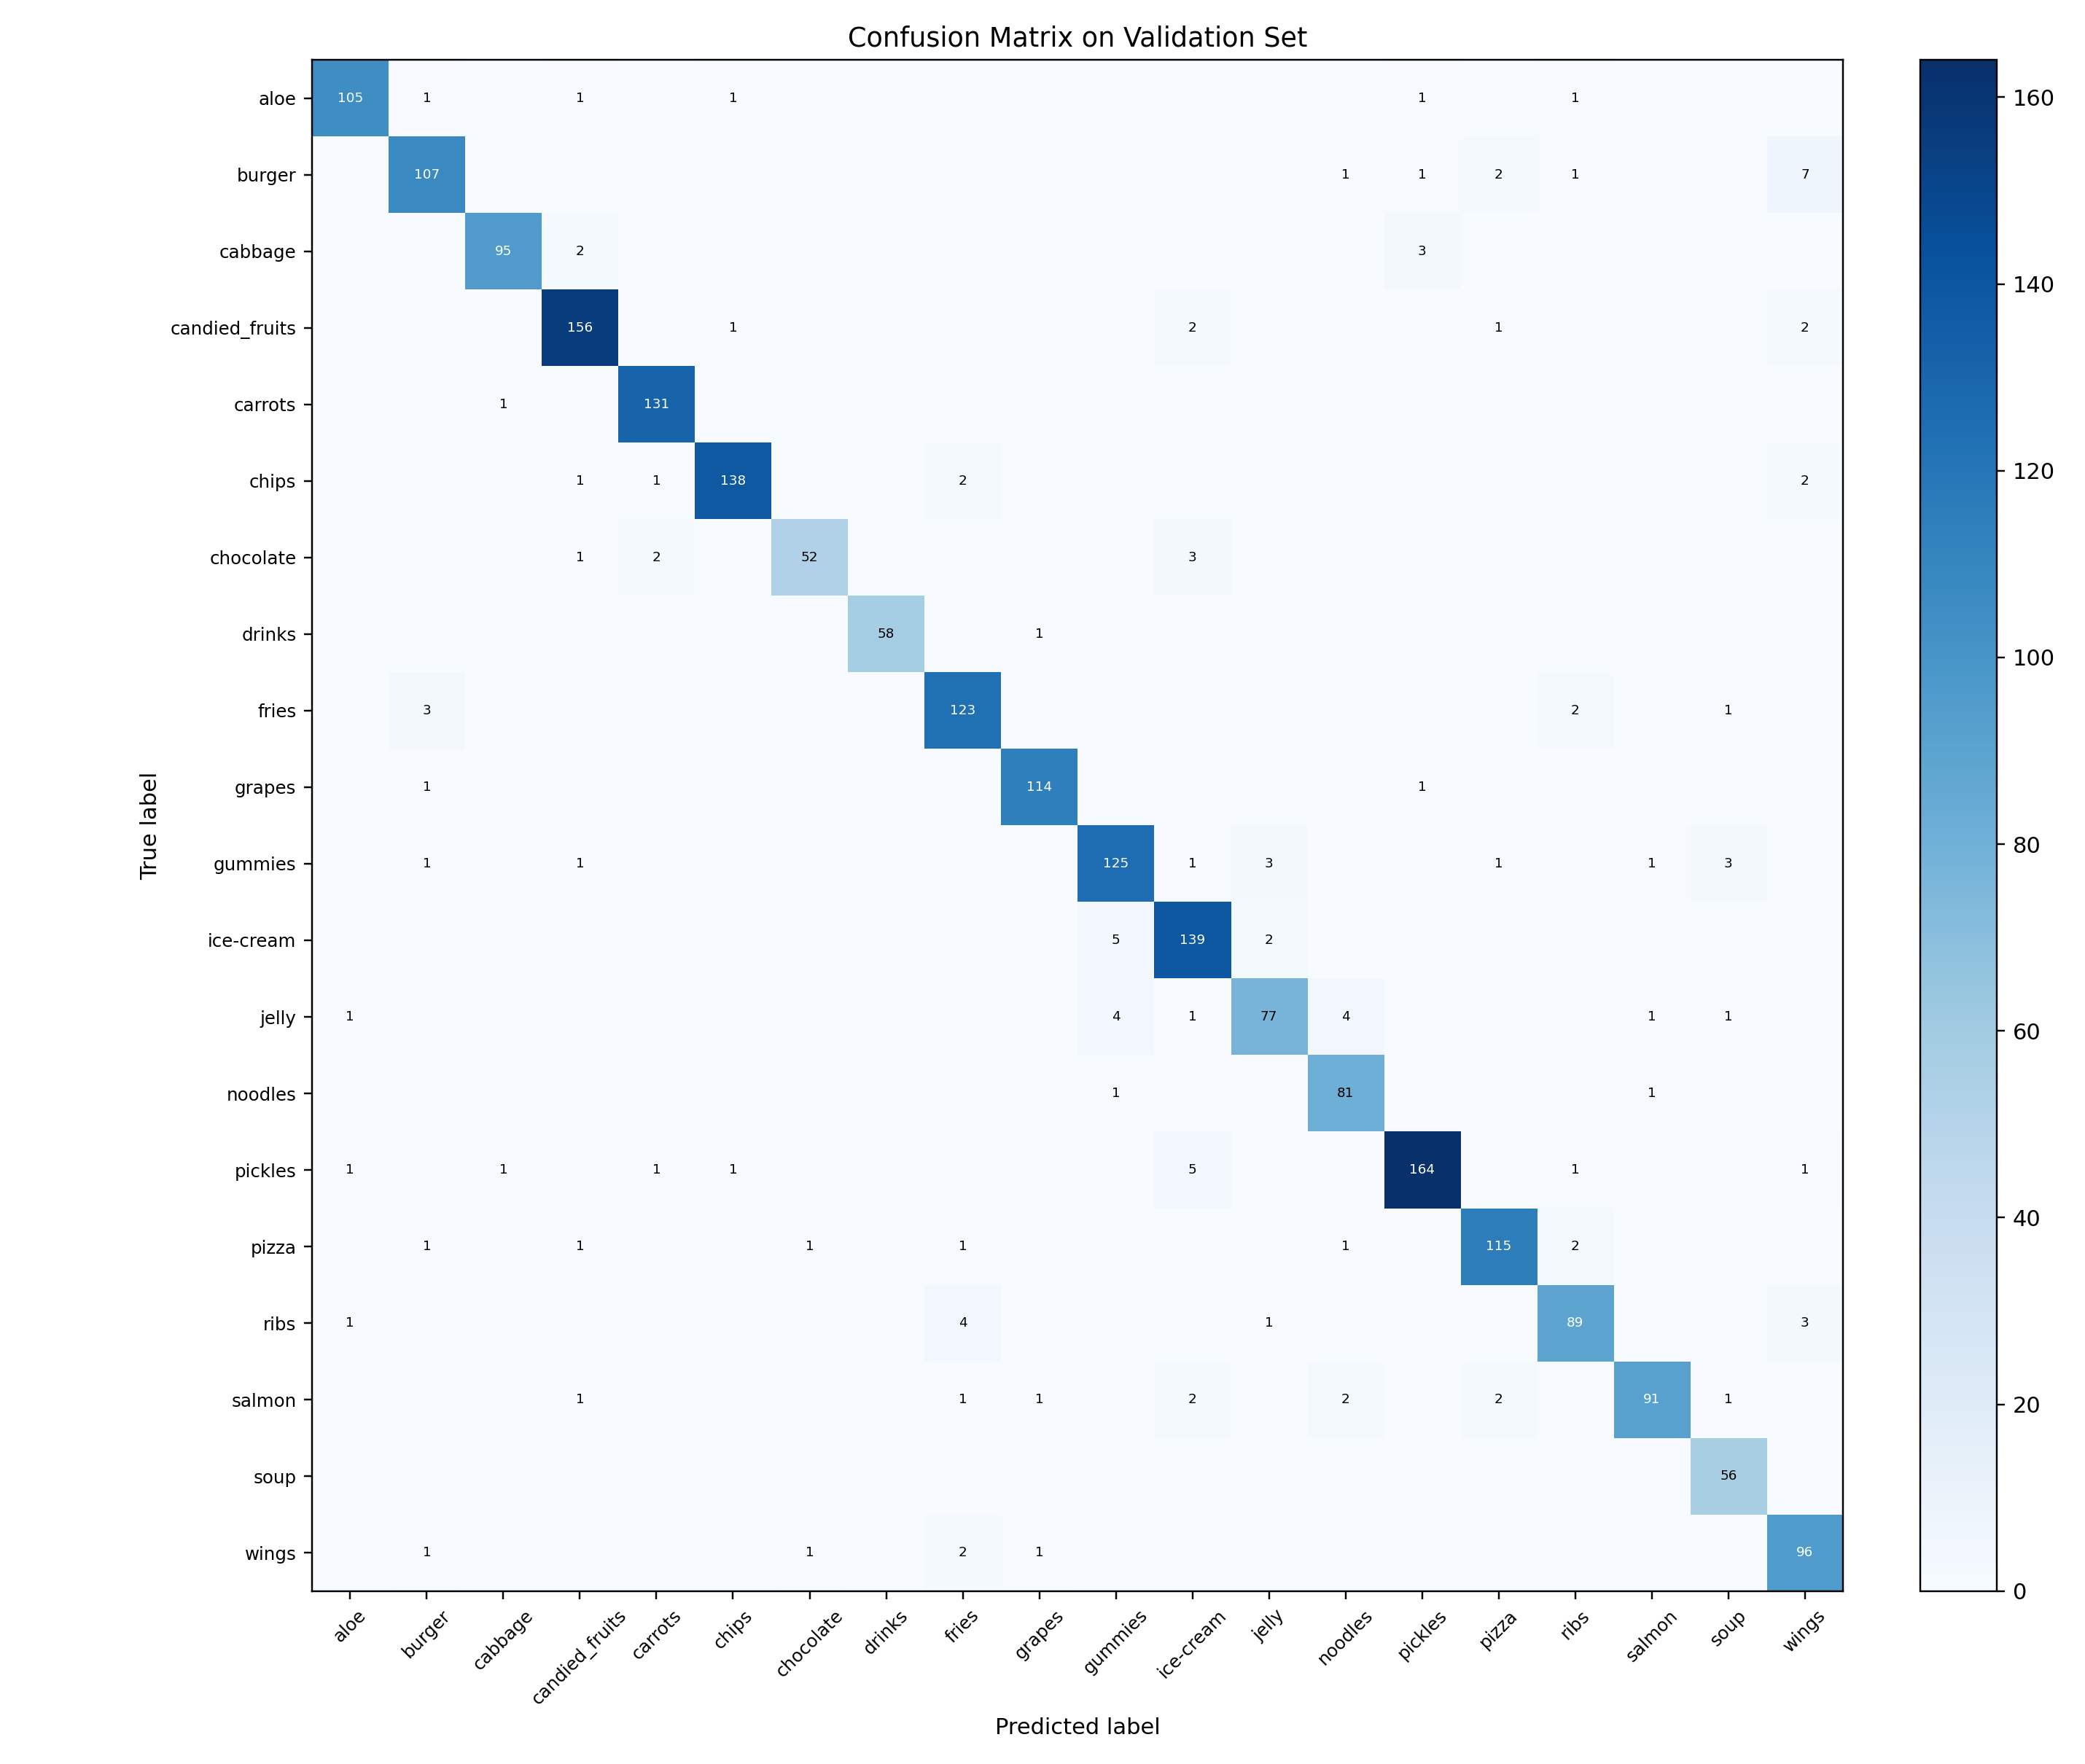 Confusion Matrix on Validation Set
aloe 105 1 1 1 1 1
burger 107 1 1 2 1 7
cabbage 95 2 3
candied_fruits 156 1 2 1 2
carrots 1 131
chips 1 1 138 2 2
chocolate 1 2 52 3
drinks 58 1
fries 3 123 2 1
grapes 1 114 1
gummies 1 1 125 1 3 1 1 3
ice-cream 5 139 2
jelly 1 4 1 77 4 1 1
noodles 1 81 1
pickles 1 1 1 1 5 164 1 1
pizza 1 1 1 1 1 115 2
ribs 1 4 1 89 3
salmon 1 1 1 2 2 2 91 1
soup 56
wings 1 1 2 1 96
True label
aloe burger cabbage candied_fruits carrots chips chocolate drinks fries grapes gummies ice-cream jelly noodles pickles pizza ribs salmon soup wings
Predicted label
160
140
120
100
80
60
40
20
0